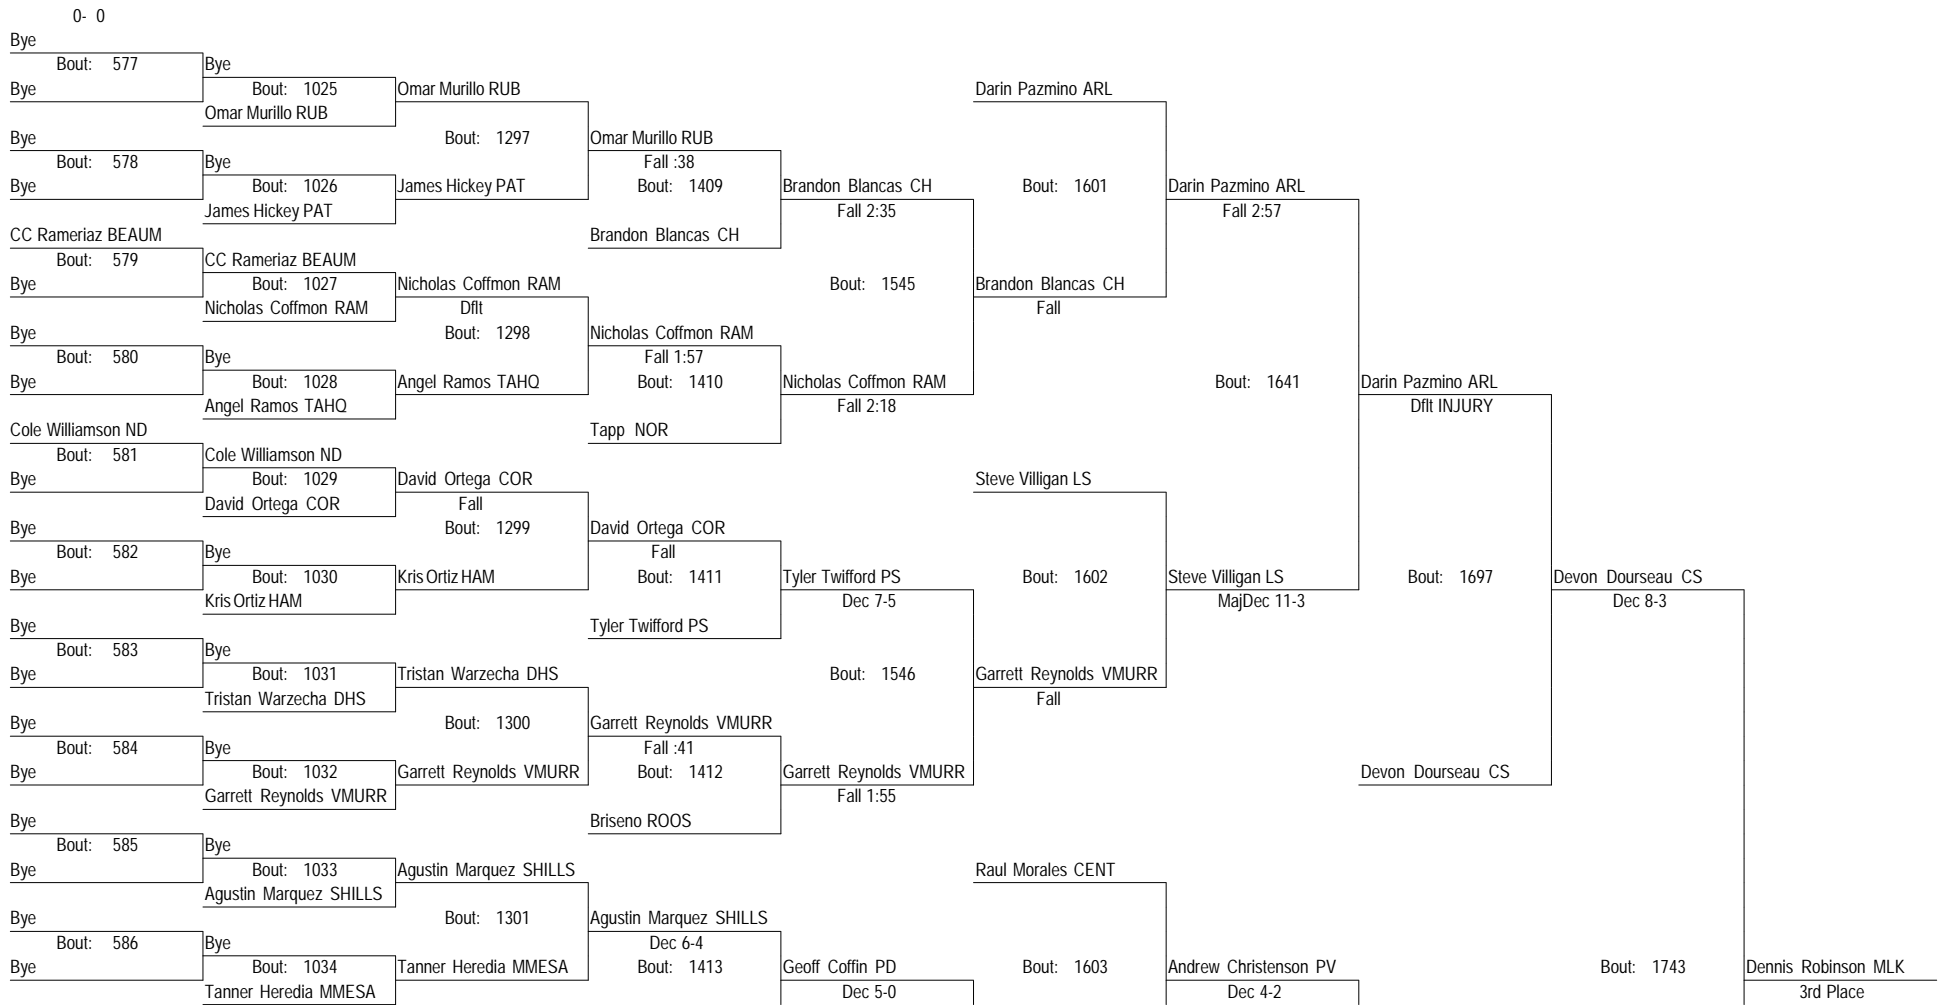 0- 0
Bye
Bout: 577 Bye
Bye Bout: 1025 Omar Murillo RUB Darin Pazmino ARL
Omar Murillo RUB
Bye Bout: 1297 Omar Murillo RUB
Bout: 578 Bye Fall :38
Bye Bout: 1026 James Hickey PAT Bout: 1409 Brandon Blancas CH Bout: 1601 Darin Pazmino ARL
James Hickey PAT Fall 2:35 Fall 2:57
CC Rameriaz BEAUM Brandon Blancas CH
Bout: 579 CC Rameriaz BEAUM
Bye Bout: 1027 Nicholas Coffmon RAM Bout: 1545 Brandon Blancas CH
Nicholas Coffmon RAM Dflt Fall
Bye Bout: 1298 Nicholas Coffmon RAM
Bout: 580 Bye Fall 1:57
Bye Bout: 1028 Angel Ramos TAHQ Bout: 1410 Nicholas Coffmon RAM Bout: 1641 Darin Pazmino ARL
Angel Ramos TAHQ Fall 2:18 Dflt INJURY
Cole Williamson ND Tapp NOR
Bout: 581 Cole Williamson ND
Bye Bout: 1029 David Ortega COR Steve Villigan LS
David Ortega COR Fall
Bye Bout: 1299 David Ortega COR
Bout: 582 Bye Fall
Bye Bout: 1030 Kris Ortiz HAM Bout: 1411 Tyler Twifford PS Bout: 1602 Steve Villigan LS Bout: 1697 Devon Dourseau CS
Kris Ortiz HAM Dec 7-5 MajDec 11-3 Dec 8-3
Bye Tyler Twifford PS
Bout: 583 Bye
Bye Bout: 1031 Tristan Warzecha DHS Bout: 1546 Garrett Reynolds VMURR
Tristan Warzecha DHS Fall
Bye Bout: 1300 Garrett Reynolds VMURR
Bout: 584 Bye Fall :41
Bye Bout: 1032 Garrett Reynolds VMURR Bout: 1412 Garrett Reynolds VMURR Devon Dourseau CS
Garrett Reynolds VMURR Fall 1:55
Bye Briseno ROOS
Bout: 585 Bye
Bye Bout: 1033 Agustin Marquez SHILLS Raul Morales CENT
Agustin Marquez SHILLS
Bye Bout: 1301 Agustin Marquez SHILLS
Bout: 586 Bye Dec 6-4
Bye Bout: 1034 Tanner Heredia MMESA Bout: 1413 Geoff Coffin PD Bout: 1603 Andrew Christenson PV Bout: 1743 Dennis Robinson MLK
Tanner Heredia MMESA Dec 5-0 Dec 4-2 3rd Place